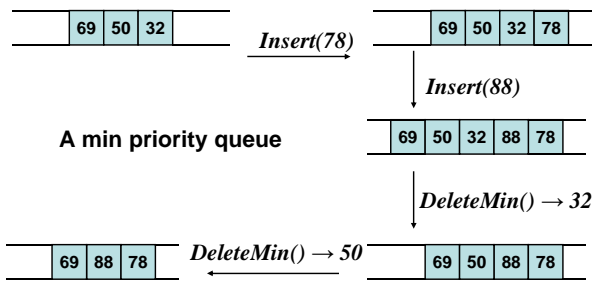 69 50 32
Insert(78)
69 50 32 78
Insert(88)
A min priority queue
69 50 32 88 78
DeleteMin() → 32
69 50 88 78
DeleteMin() → 50
69 88 78